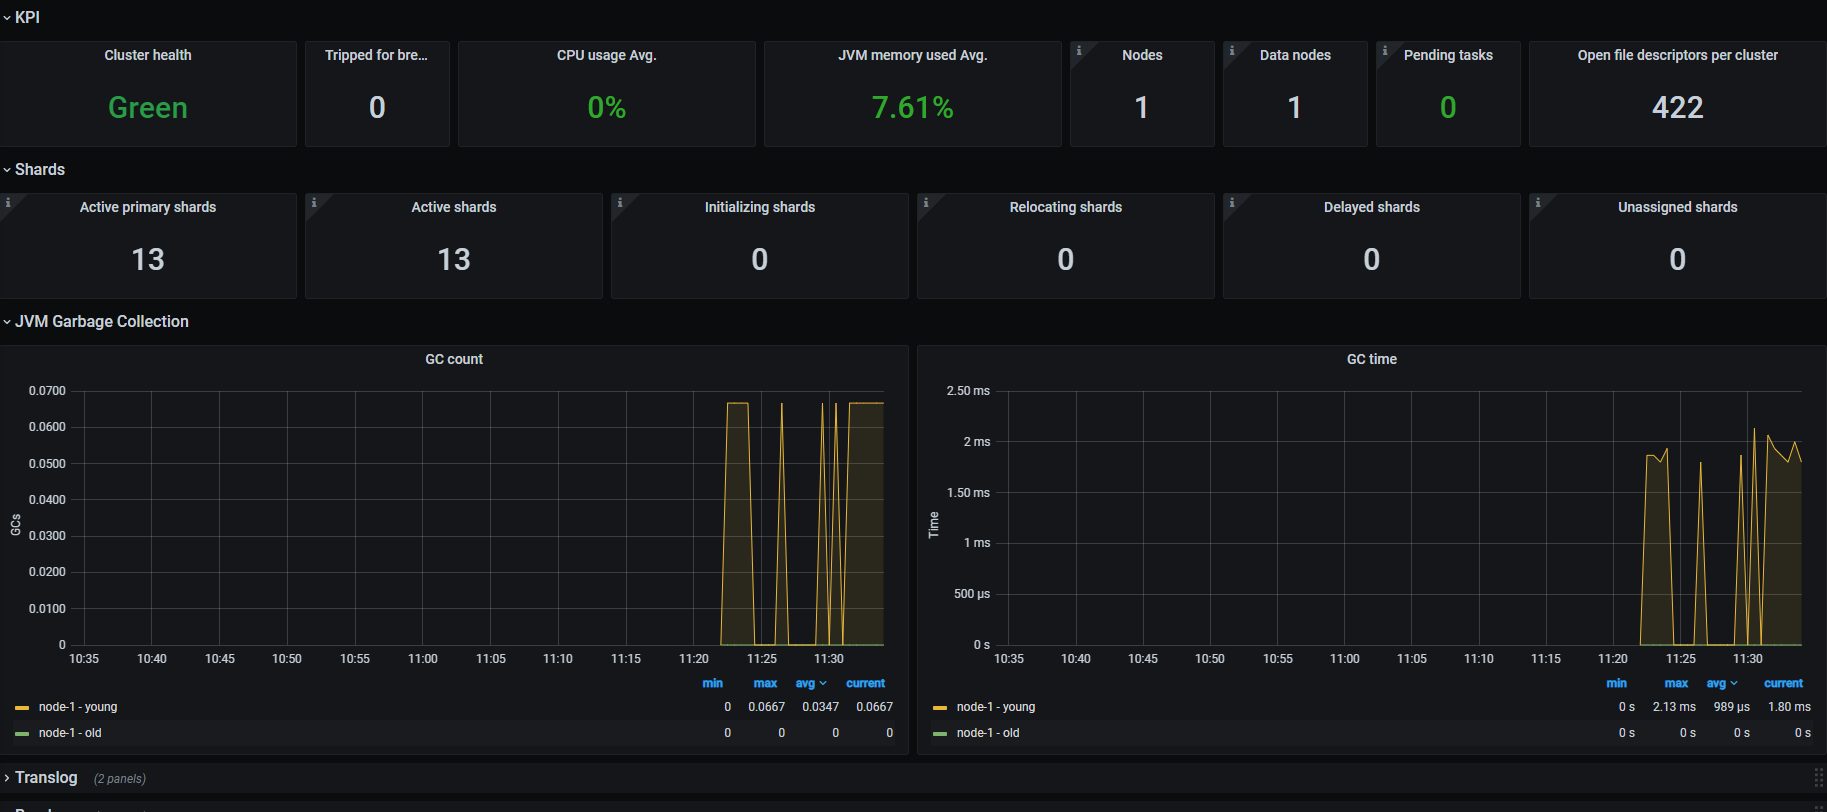 KPI
Cluster health
Tripped for bre...
CPU usage Avg.
JVM memory used Avg.
Nodes
Data nodes
Pending tasks
Open file descriptors per cluster
Green
0
0%
7.61%
1
1
0
422
Shards
Active primary shards
Active shards
Initializing shards
Relocating shards
Delayed shards
Unassigned shards
13
13
0
0
0
0
JVM Garbage Collection
GC count
0.0700
0.0600
0.0500
0.0400
0.0300
0.0200
0.0100
0
GCs
10:35 10:40 10:45 10:50 10:55 11:00 11:05 11:10 11:15 11:20 11:25 11:30
min max avg current
node-1 - young 0 0.0667 0.0347 0.0667
node-1 - old 0 0 0 0
GC time
2.50 ms
2 ms
1.50 ms
1 ms
500 µs
0 s
Time
10:35 10:40 10:45 10:50 10:55 11:00 11:05 11:10 11:15 11:20 11:25 11:30
min max avg current
node-1 - young 0 s 2.13 ms 989 µs 1.80 ms
node-1 - old 0 s 0 s 0 s 0 s
Translog (2 panels)